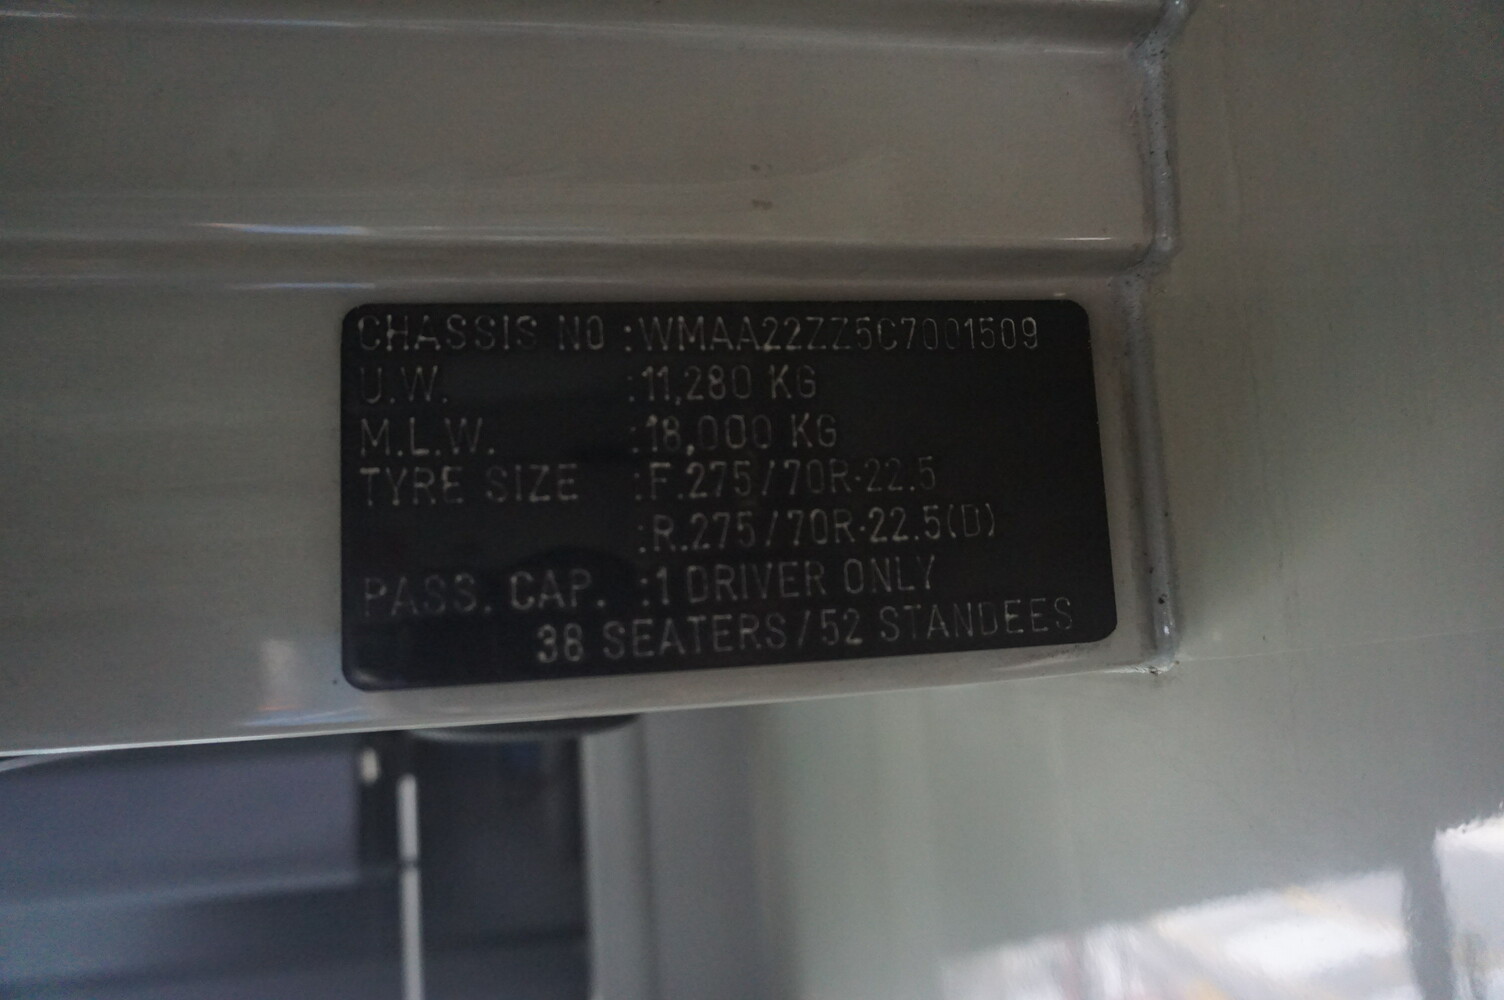 CHASSIS NO :WMAA22ZZ5C7001509
U.W. :11,280 KG
M.L.W. :18,000 KG
TYRE SIZE :F.275/70R-22.5
:R.275/70R-22.5(D)
PASS. CAP. :1 DRIVER ONLY
38 SEATERS/52 STANDEES